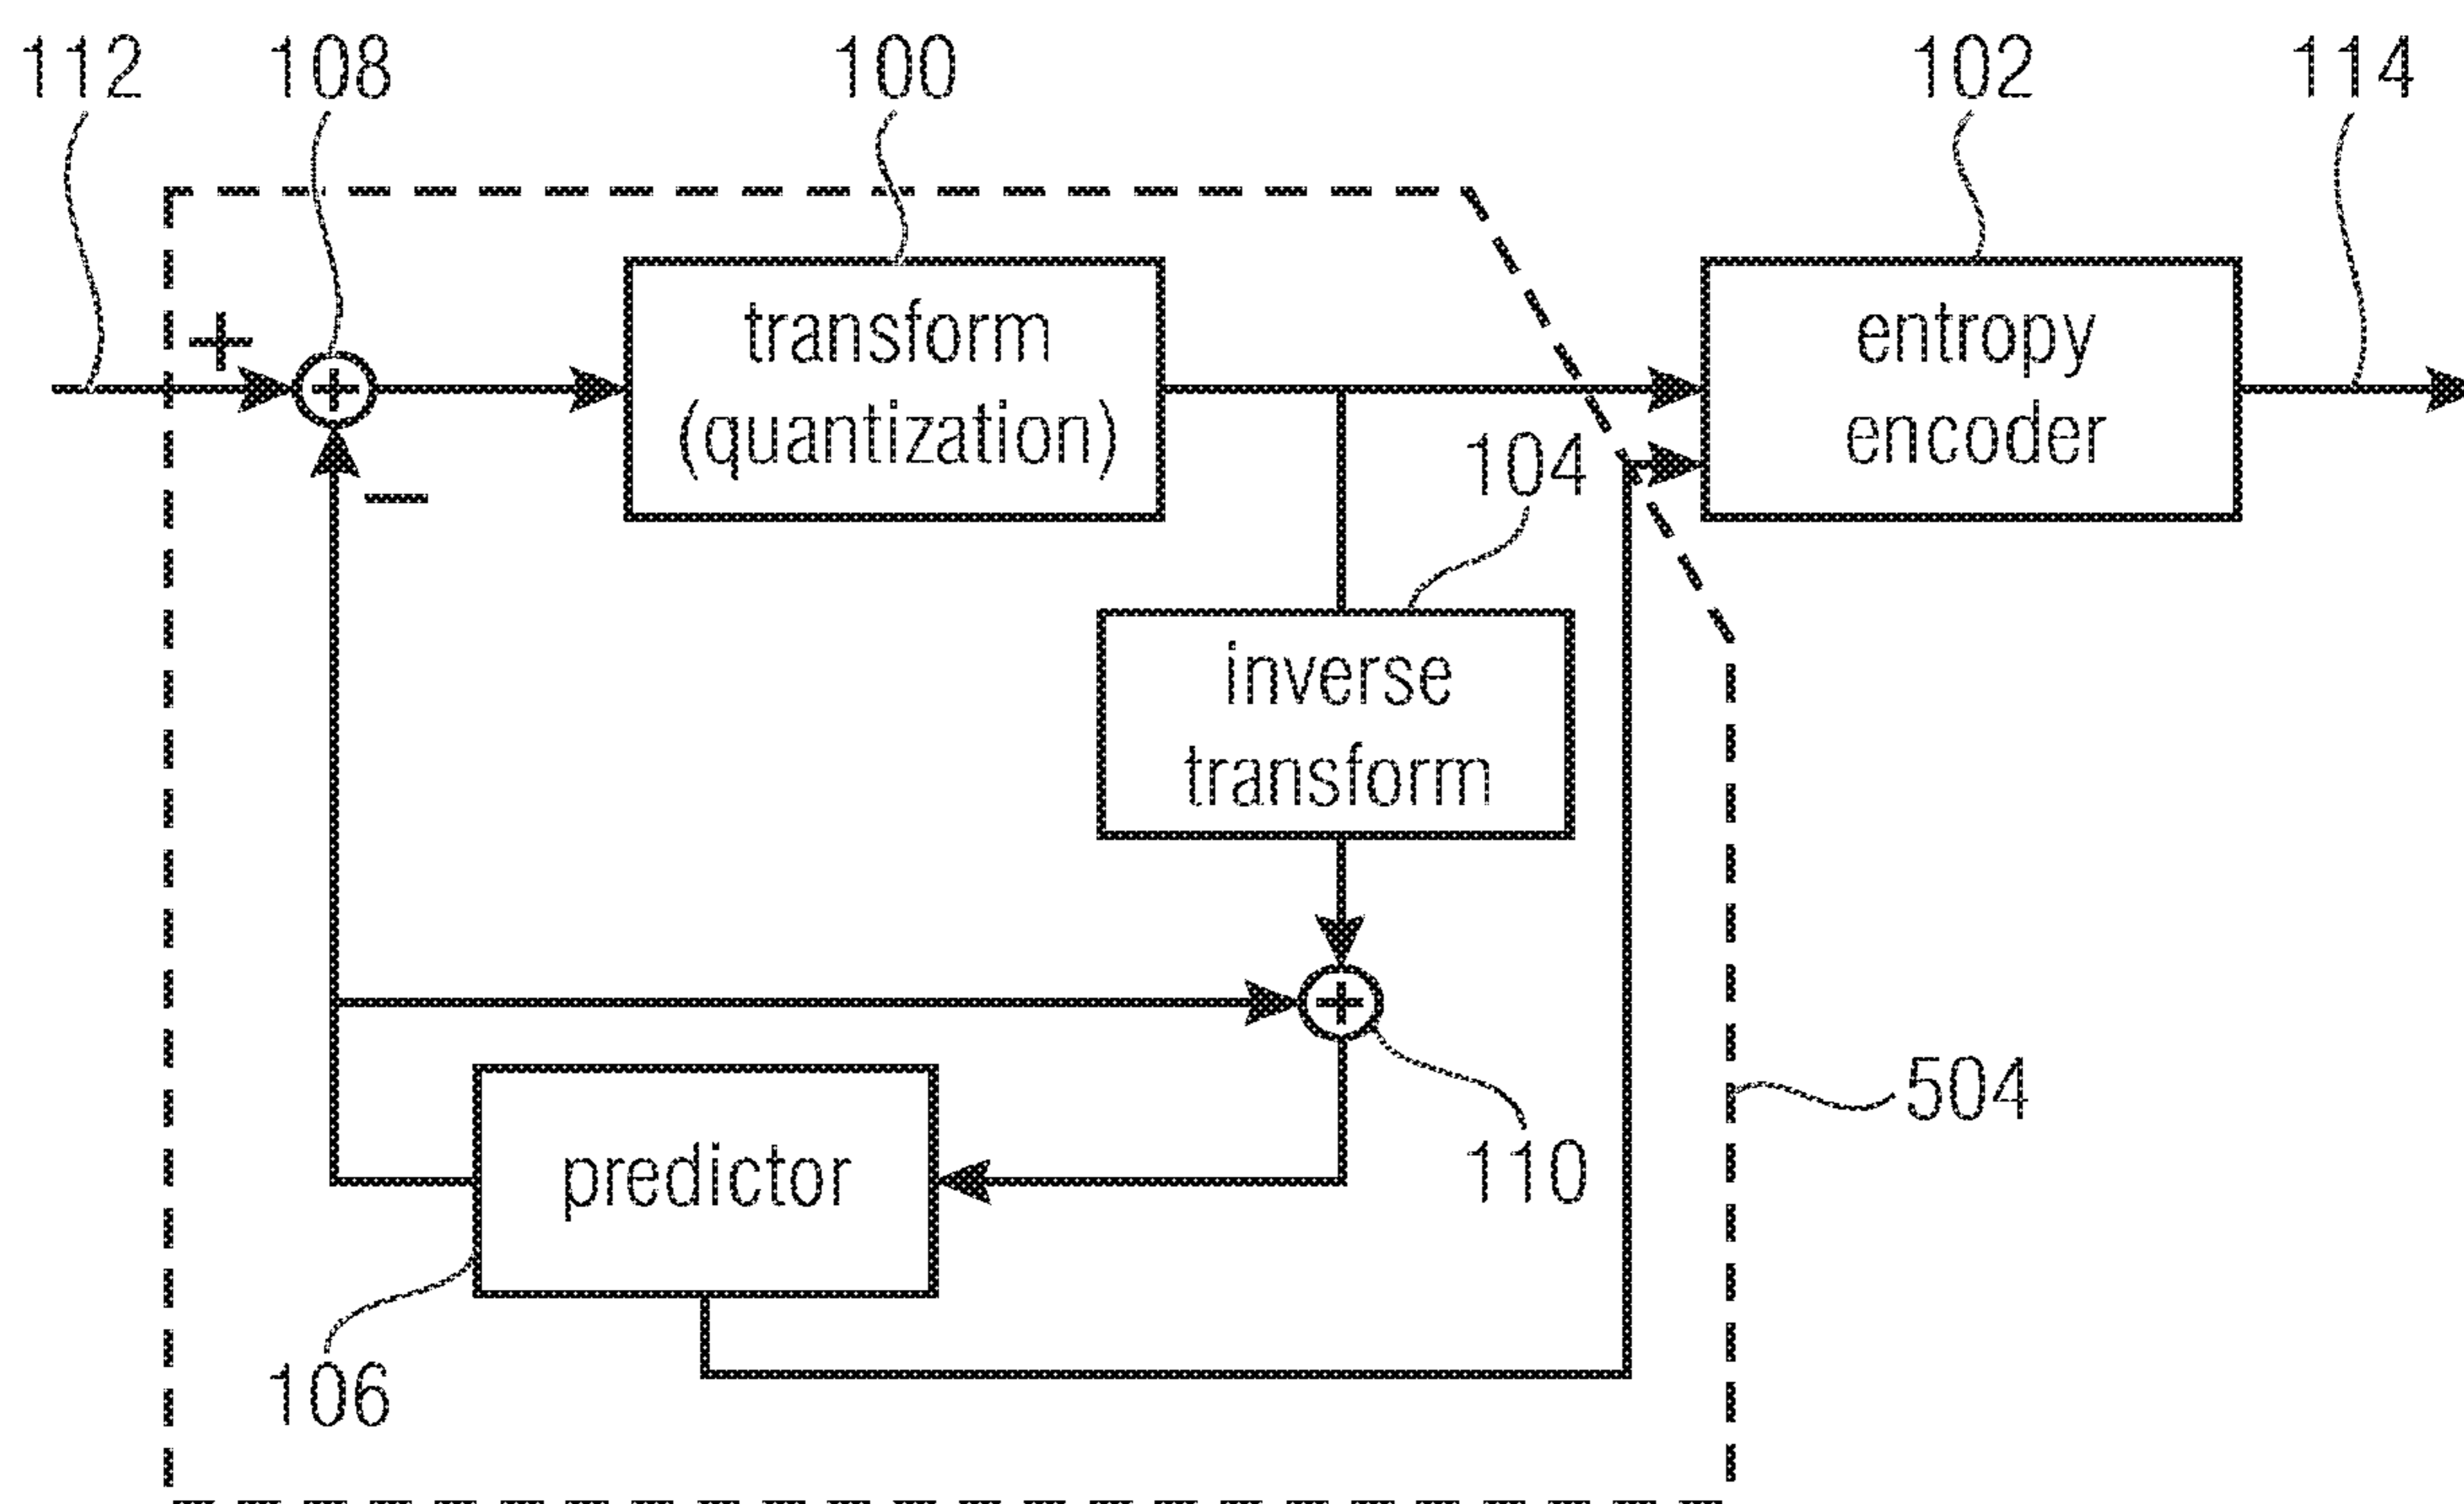 112 108 100 102 114
+
+
transform
(quantization)
entropy
encoder
−
104
inverse
transform
+
predictor
110
504
106